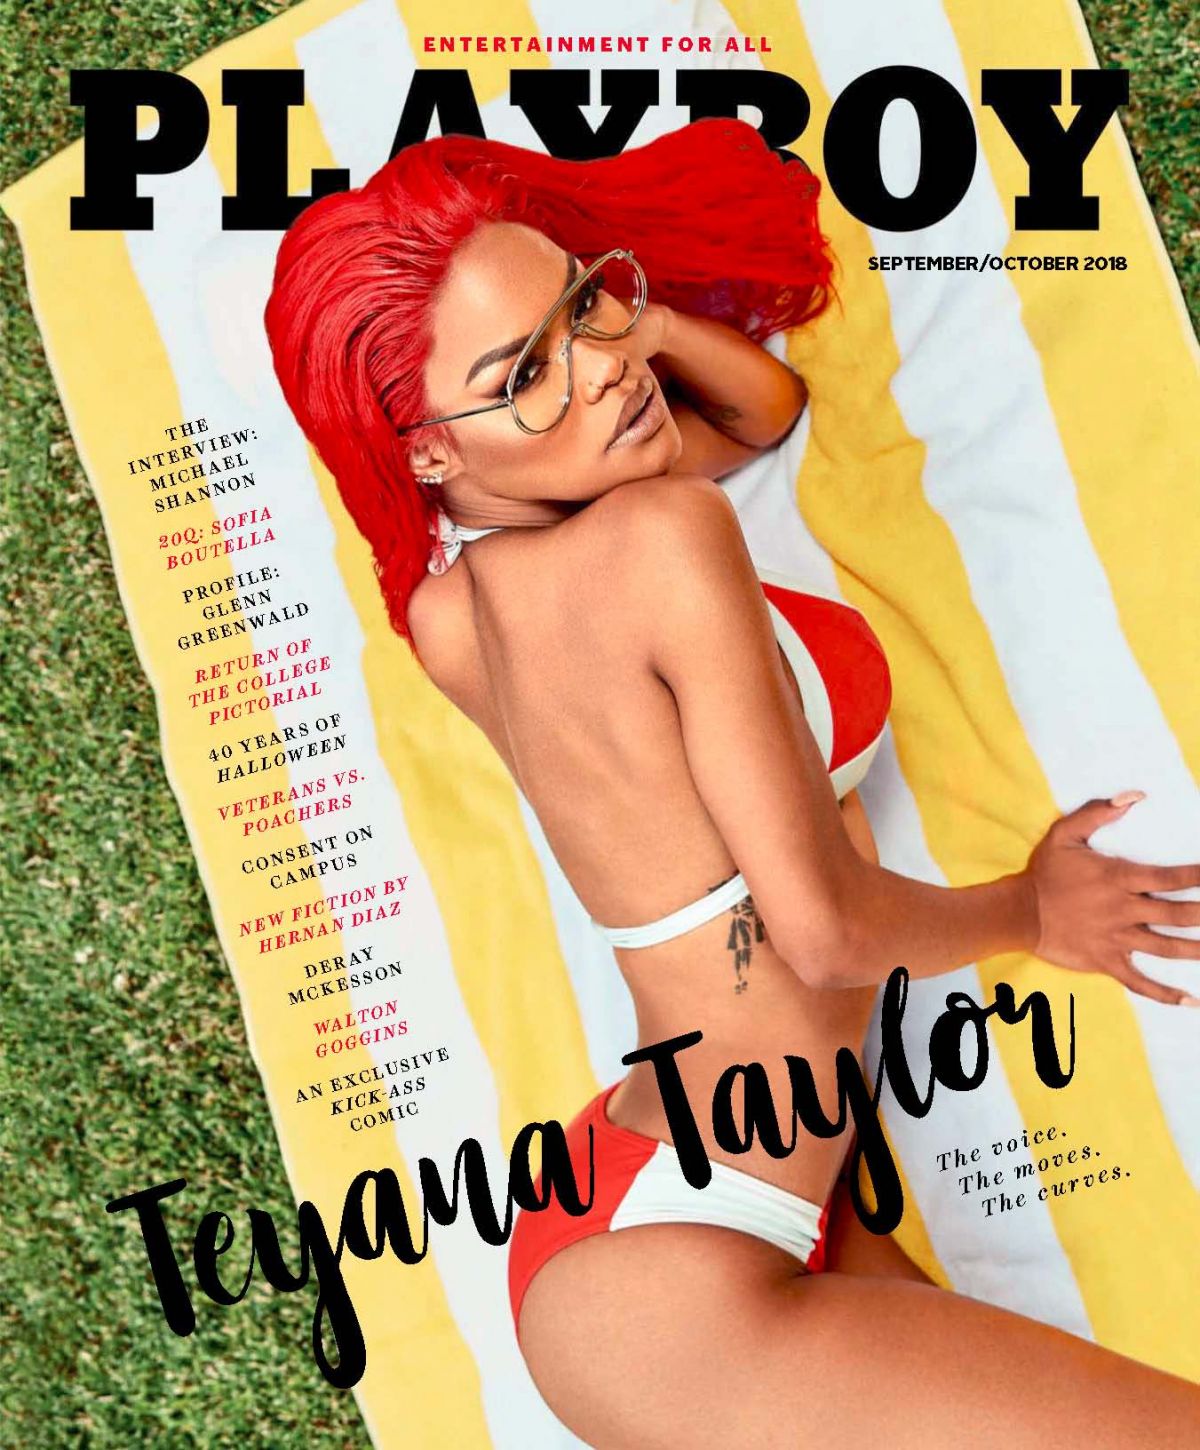 ENTERTAINMENT FOR ALL
PLAYBOY
SEPTEMBER/OCTOBER 2018
THE
INTERVIEW:
MICHAEL
SHANNON
20Q: SOFIA
BOUTELLA
PROFILE:
GLENN
GREENWALD
RETURN OF
THE COLLEGE
PICTORIAL
40 YEARS OF
HALLOWEEN
VETERANS VS.
POACHERS
CONSENT ON
CAMPUS
NEW FICTION BY
HERNAN DIAZ
DERAY
MCKESSON
WALTON
GOGGINS
AN EXCLUSIVE
KICK-ASS
COMIC
Teyana Taylor
The voice.
The moves.
The curves.